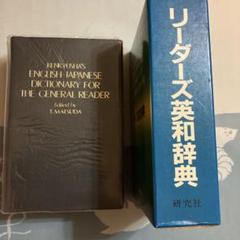 KENKYUSHA'S
ENGLISH-JAPANESE
DICTIONARY FOR
THE GENERAL READER
Edited by
T. MATSUDA
リーダーズ英和辞典
研究社